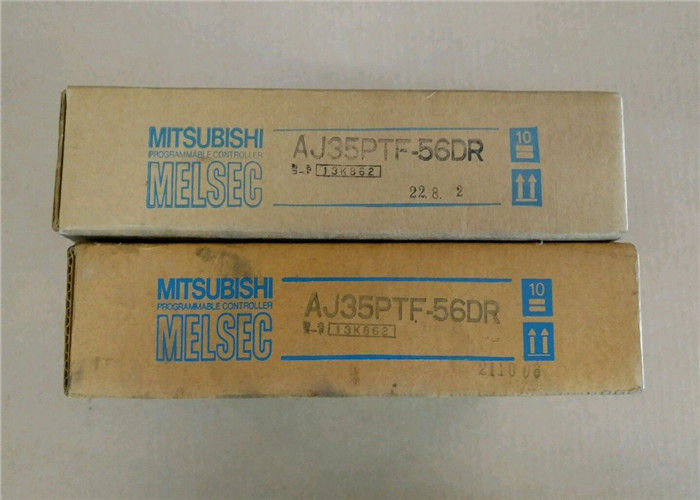 MITSUBISHI
PROGRAMMABLE CONTROLLER
MELSEC
AJ35PTF-56DR
13K862
22.8. 2
10
MITSUBISHI
PROGRAMMABLE CONTROLLER
MELSEC
AJ35PTF-56DR
13K862
10